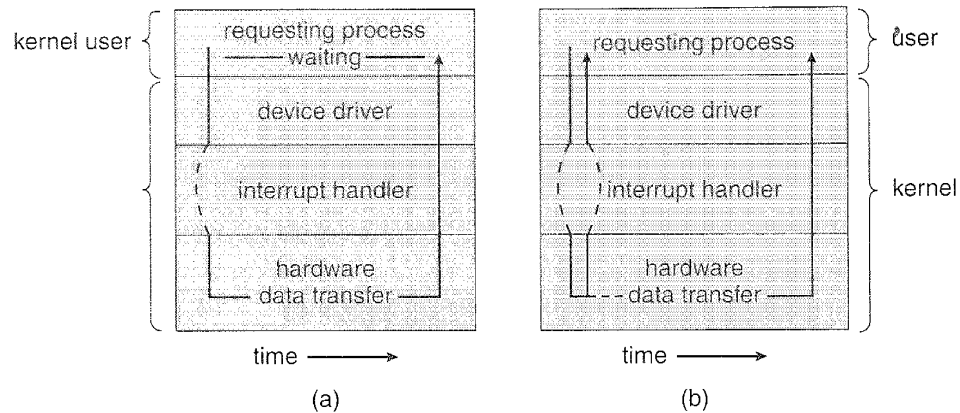 kernel user
requesting process
waiting
device driver
interrupt handler
hardware
data transfer
time
(a)
requesting process
device driver
interrupt handler
hardware
data transfer
user
kernel
time
(b)